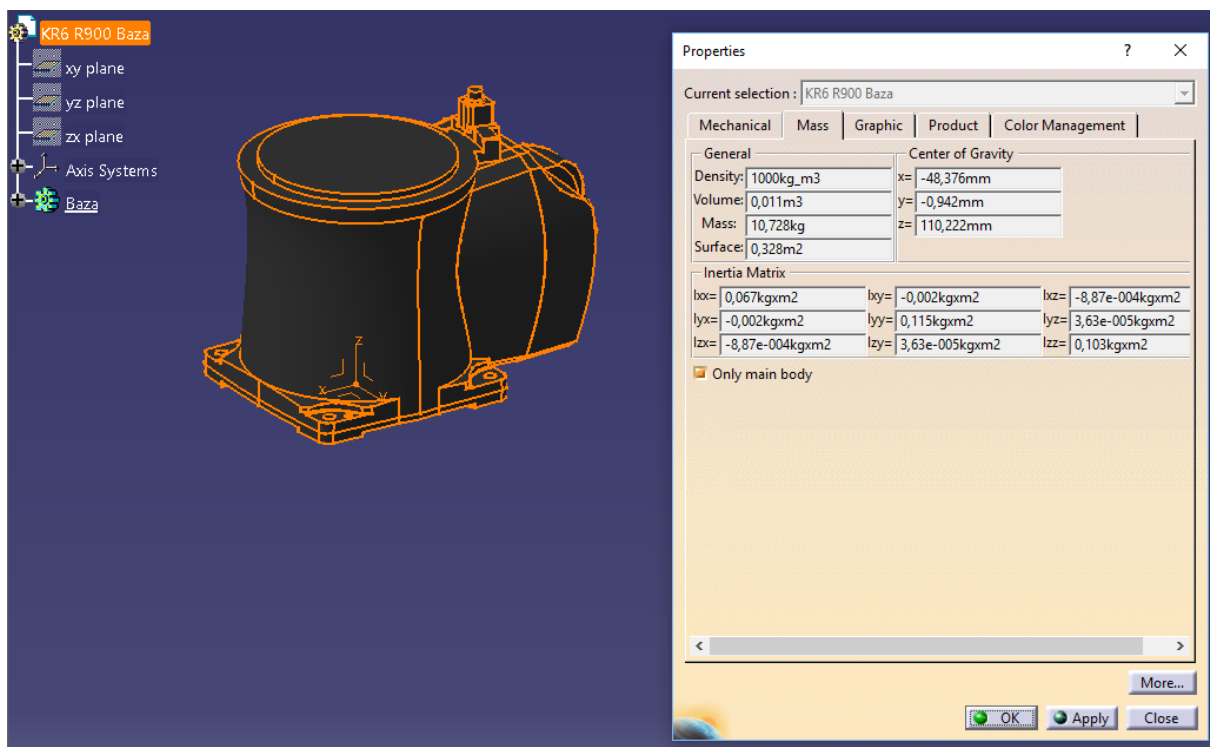 KR6 R900 Baza
xy plane
yz plane
zx plane
Axis Systems
Baza
z
x
y
Properties ? ×
Current selection : KR6 R900 Baza
Mechanical Mass Graphic Product Color Management
General Center of Gravity
Density: 1000kg_m3 x= -48,376mm
Volume: 0,011m3 y= -0,942mm
Mass: 10,728kg z= 110,222mm
Surface: 0,328m2
Inertia Matrix
Ixx= 0,067kgxm2 Ixy= -0,002kgxm2 Ixz= -8,87e-004kgxm2
Iyx= -0,002kgxm2 Iyy= 0,115kgxm2 Iyz= 3,63e-005kgxm2
Izx= -8,87e-004kgxm2 Izy= 3,63e-005kgxm2 Izz= 0,103kgxm2
Only main body
More...
OK Apply Close